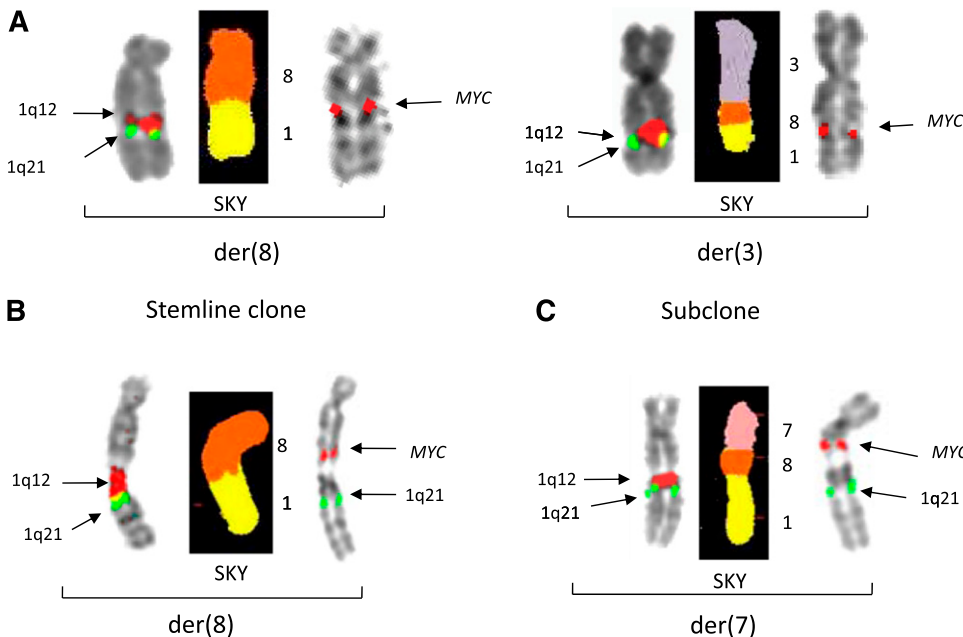 A
8
3
1q12
MYC
1q12
8
MYC
1
1q21
1q21
1
SKY
SKY
der(8)
der(3)
B
Stemline clone
C
Subclone
8
7
MYC
MYC
1q12
1q12
8
1q21
1
1q21
1q21
1
1q21
SKY
SKY
der(8)
der(7)